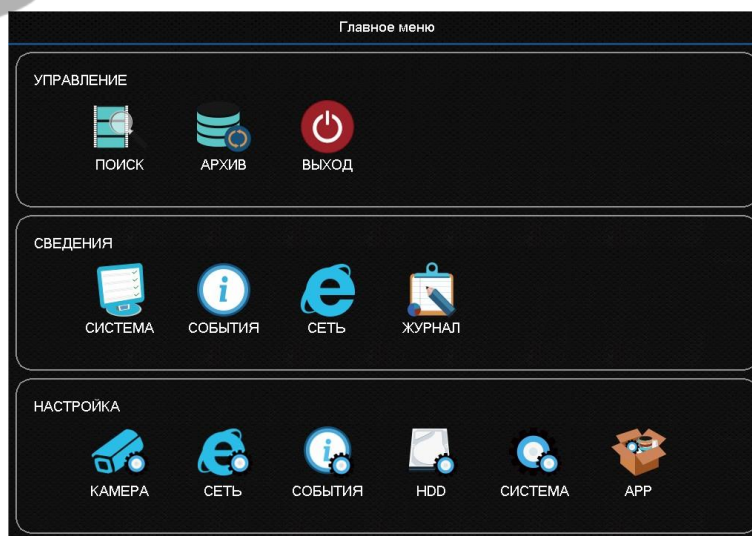 Главное меню
УПРАВЛЕНИЕ
ПОИСК АРХИВ ВЫХОД
СВЕДЕНИЯ
СИСТЕМА СОБЫТИЯ СЕТЬ ЖУРНАЛ
НАСТРОЙКА
КАМЕРА СЕТЬ СОБЫТИЯ HDD СИСТЕМА APP